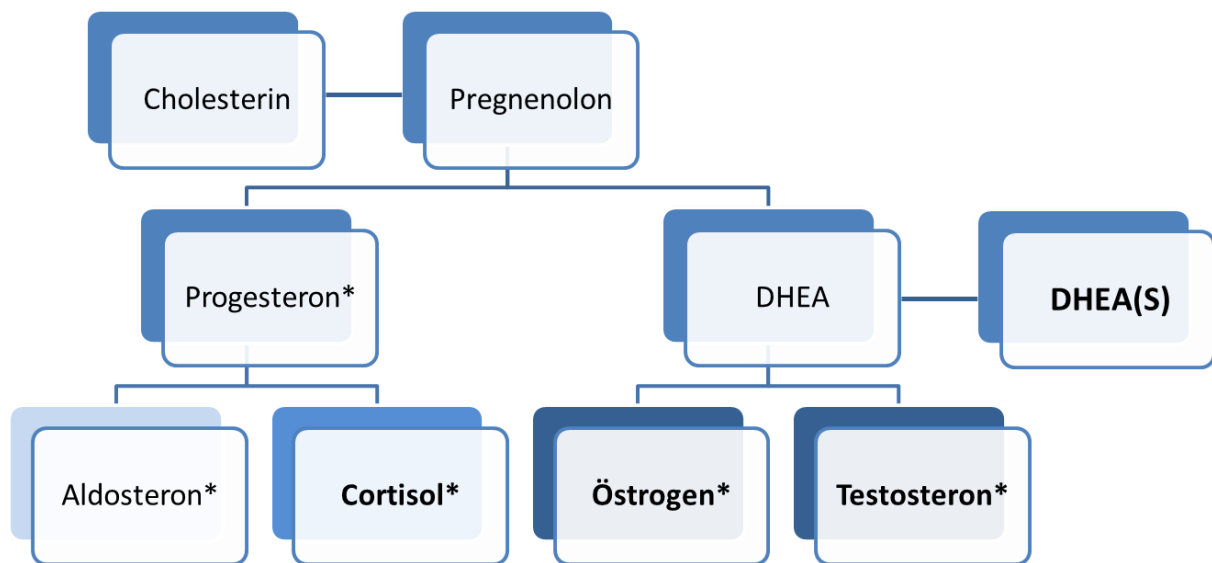 Cholesterin
Pregnenolon
Progesteron*
DHEA
DHEA(S)
Aldosteron*
Cortisol*
Östrogen*
Testosteron*